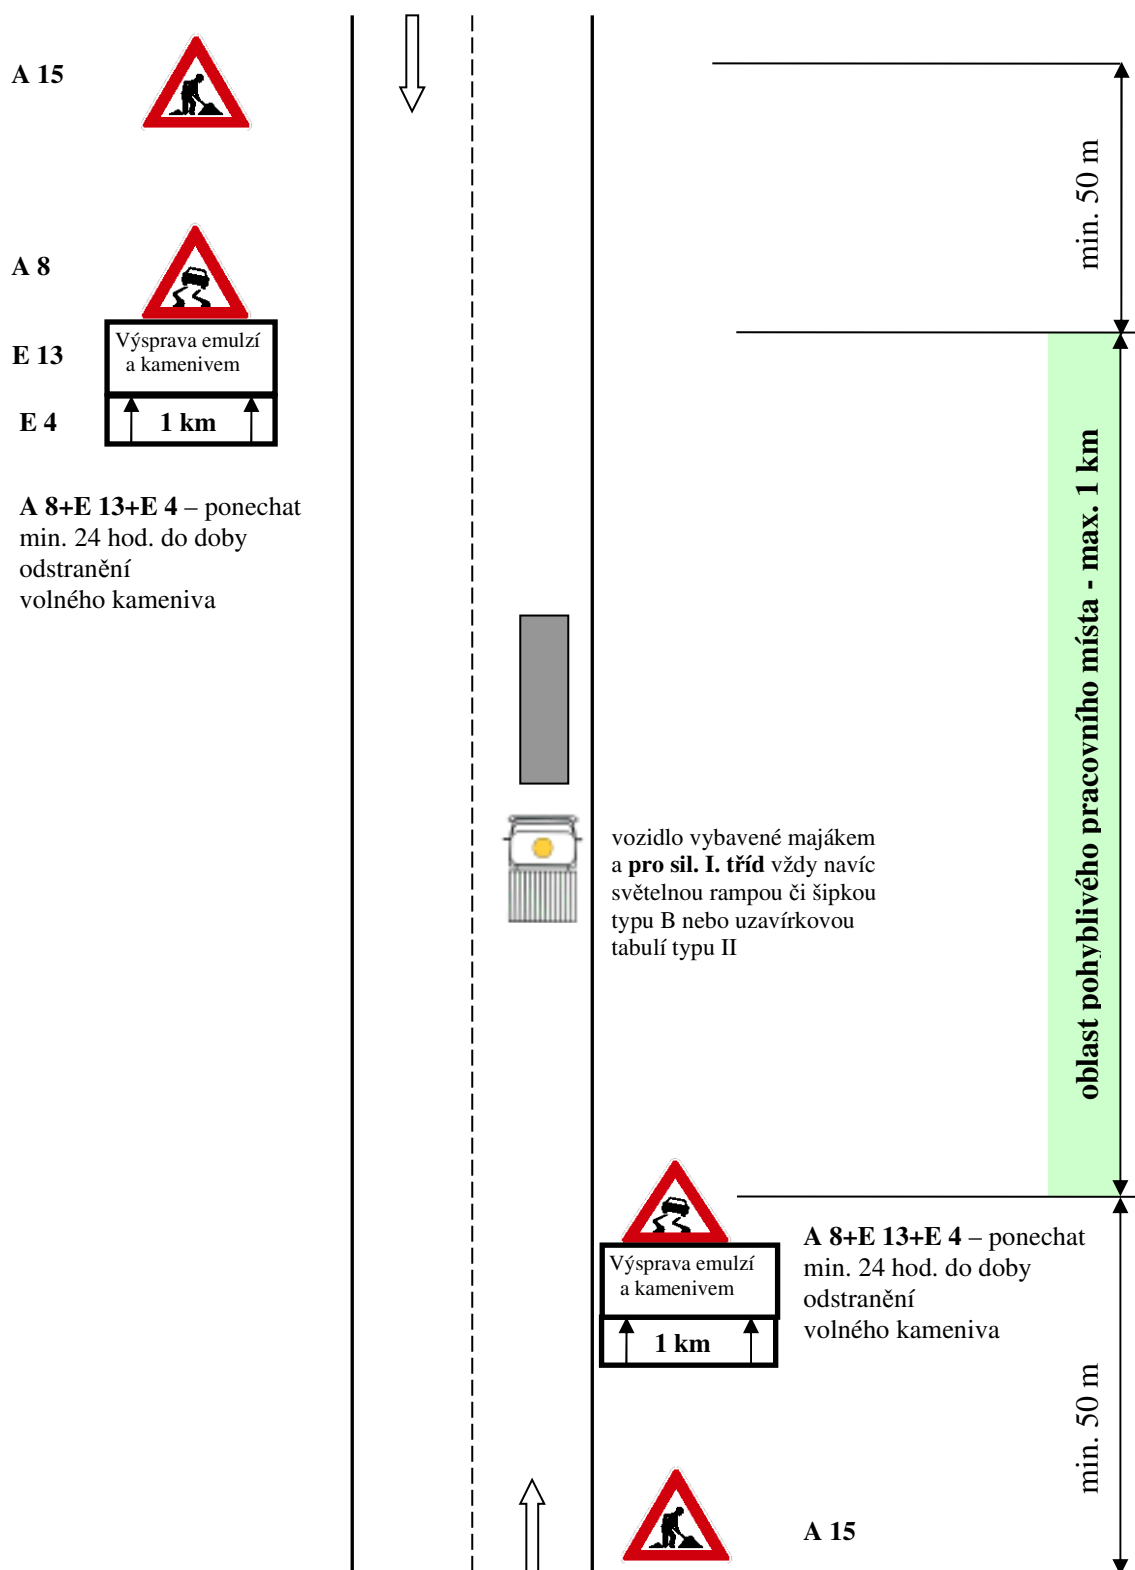 A 15
min. 50 m
A 8
E 13
Výsprava emulzí
a kamenivem
E 4
1 km
A 8+E 13+E 4 – ponechat
min. 24 hod. do doby
odstranění
volného kameniva
oblast pohyblivého pracovního místa - max. 1 km
vozidlo vybavené majákem
a pro sil. I. tříd vždy navíc
světelnou rampou či šipkou
typu B nebo uzavírkovou
tabulí typu II
Výsprava emulzí
a kamenivem
1 km
A 8+E 13+E 4 – ponechat
min. 24 hod. do doby
odstranění
volného kameniva
min. 50 m
A 15